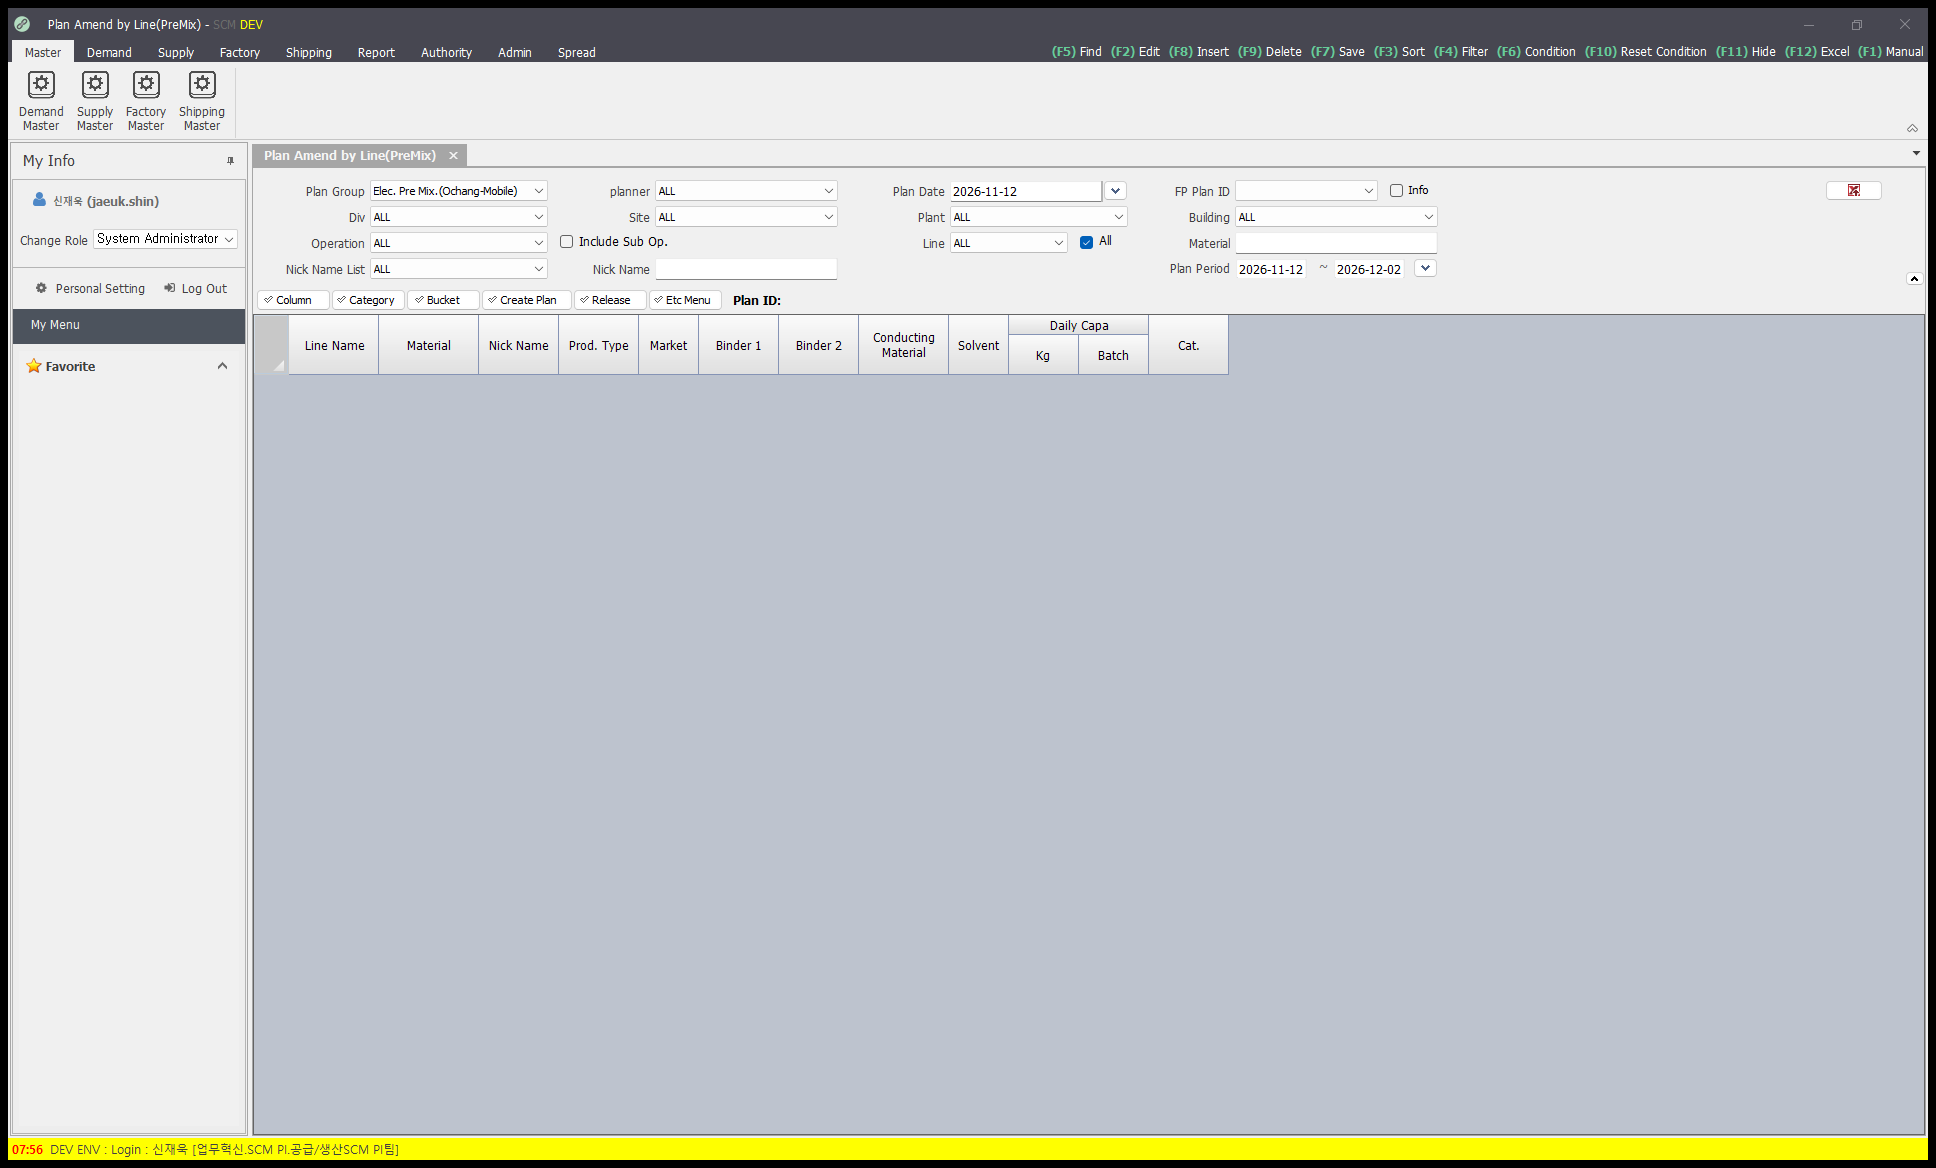 Plan Amend by Line(PreMix) - SCM DEV
Master Demand Supply Factory Shipping Report Authority Admin Spread
(F5) Find (F2) Edit (F8) Insert (F9) Delete (F7) Save (F3) Sort (F4) Filter (F6) Condition (F10) Reset Condition (F11) Hide (F12) Excel (F1) Manual
Demand Master
Supply Master
Factory Master
Shipping Master
My Info
신재욱 (jaeuk.shin)
Change Role System Administrator
Personal Setting Log Out
My Menu
Favorite
Plan Amend by Line(PreMix)
Plan Group Elec. Pre Mix.(Ochang-Mobile) planner ALL Plan Date 2026-11-12 FP Plan ID Info
Div ALL Site ALL Plant ALL Building ALL
Operation ALL Include Sub Op. Line ALL All Material
Nick Name List ALL Nick Name Plan Period 2026-11-12 ~ 2026-12-02
Column Category Bucket Create Plan Release Etc Menu Plan ID:
Line Name Material Nick Name Prod. Type Market Binder 1 Binder 2 Conducting Material Solvent Daily Capa Kg Batch Cat.
07:56 DEV ENV : Login : 신재욱 [업무혁신.SCM PI.공급/생산SCM PI팀]